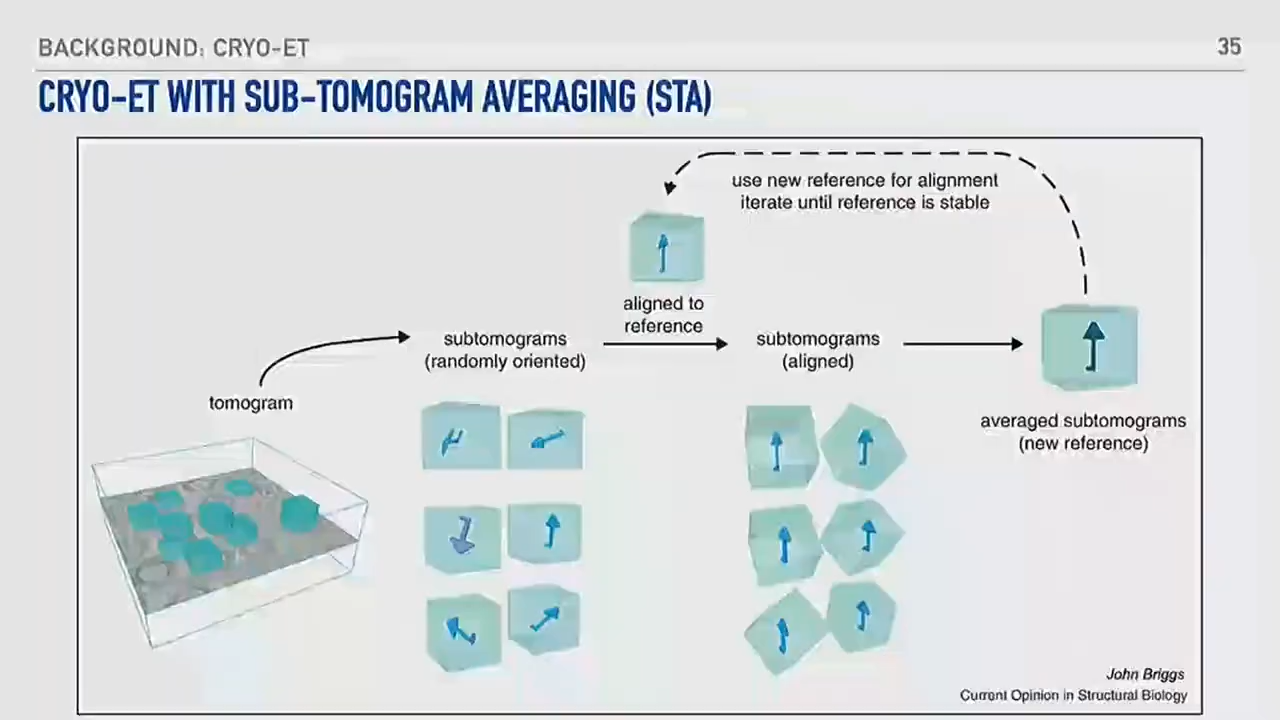 BACKGROUND: CRYO-ET
35
CRYO-ET WITH SUB-TOMOGRAM AVERAGING (STA)
use new reference for alignment
iterate until reference is stable
aligned to
reference
subtomograms
(randomly oriented)
subtomograms
(aligned)
tomogram
averaged subtomograms
(new reference)
John Briggs
Current Opinion in Structural Biology